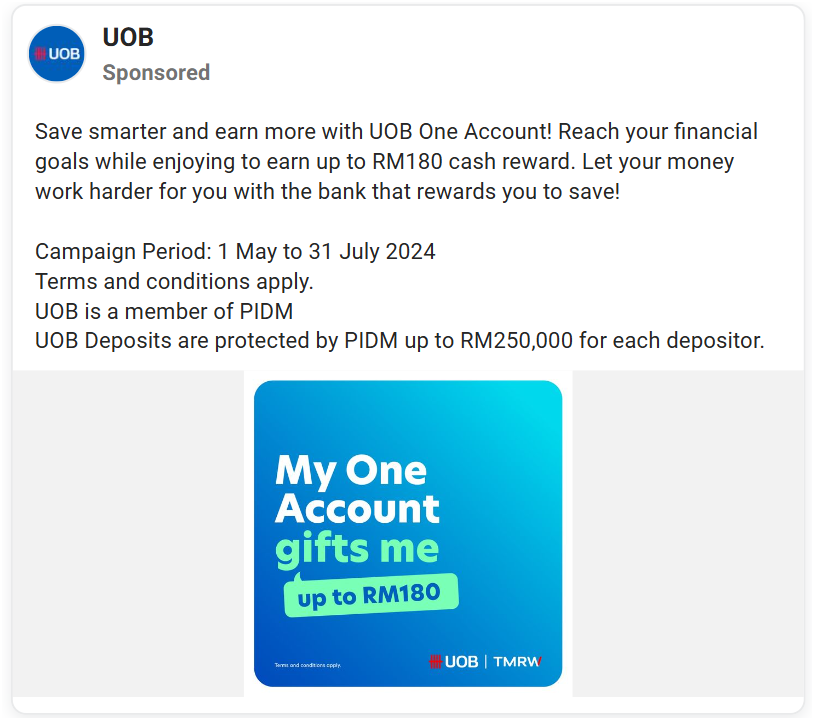 UOB
UOB
Sponsored
Save smarter and earn more with UOB One Account! Reach your financial
goals while enjoying to earn up to RM180 cash reward. Let your money
work harder for you with the bank that rewards you to save!
Campaign Period: 1 May to 31 July 2024
Terms and conditions apply.
UOB is a member of PIDM
UOB Deposits are protected by PIDM up to RM250,000 for each depositor.
My One
Account
gifts me
up to RM180
Terms and conditions apply.
UOB | TMRW